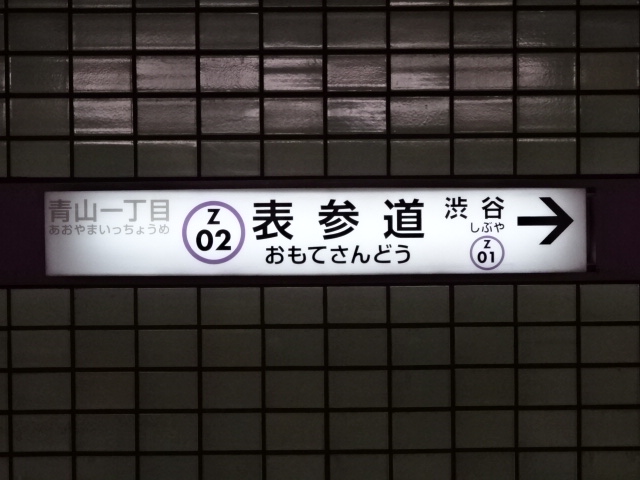 青山一丁目
あおやまいっちょうめ
Z
02
表参道
おもてさんどう
渋谷
しぶや
Z
01